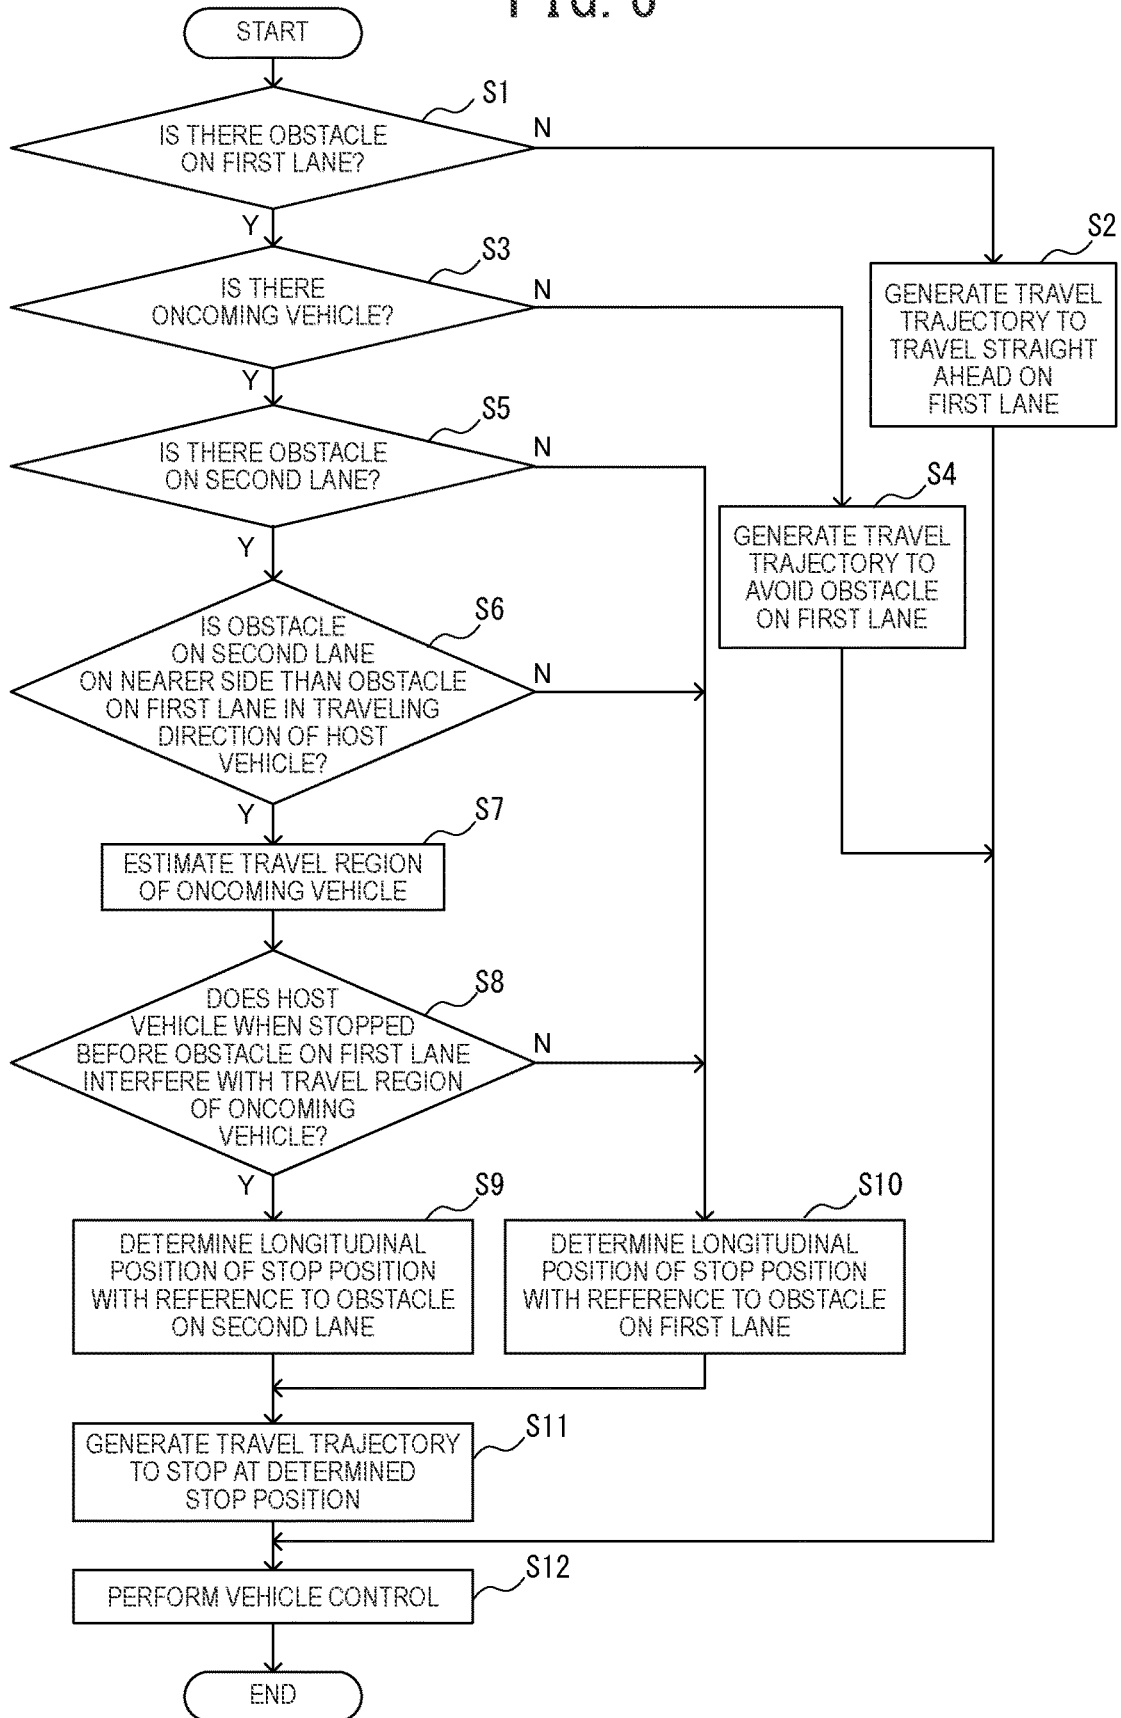 START
S1
IS THERE OBSTACLE
ON FIRST LANE?
N
Y
S2
GENERATE TRAVEL
TRAJECTORY TO
TRAVEL STRAIGHT
AHEAD ON
FIRST LANE
S3
IS THERE
ONCOMING VEHICLE?
N
Y
S4
GENERATE TRAVEL
TRAJECTORY TO
AVOID OBSTACLE
ON FIRST LANE
S5
IS THERE OBSTACLE
ON SECOND LANE?
N
Y
S6
IS OBSTACLE
ON SECOND LANE
ON NEARER SIDE THAN OBSTACLE
ON FIRST LANE IN TRAVELING
DIRECTION OF HOST
VEHICLE?
N
Y
S7
ESTIMATE TRAVEL REGION
OF ONCOMING VEHICLE
S8
DOES HOST
VEHICLE WHEN STOPPED
BEFORE OBSTACLE ON FIRST LANE
INTERFERE WITH TRAVEL REGION
OF ONCOMING
VEHICLE?
N
Y
S9
DETERMINE LONGITUDINAL
POSITION OF STOP POSITION
WITH REFERENCE TO OBSTACLE
ON SECOND LANE
S10
DETERMINE LONGITUDINAL
POSITION OF STOP POSITION
WITH REFERENCE TO OBSTACLE
ON FIRST LANE
S11
GENERATE TRAVEL TRAJECTORY
TO STOP AT DETERMINED
STOP POSITION
S12
PERFORM VEHICLE CONTROL
END